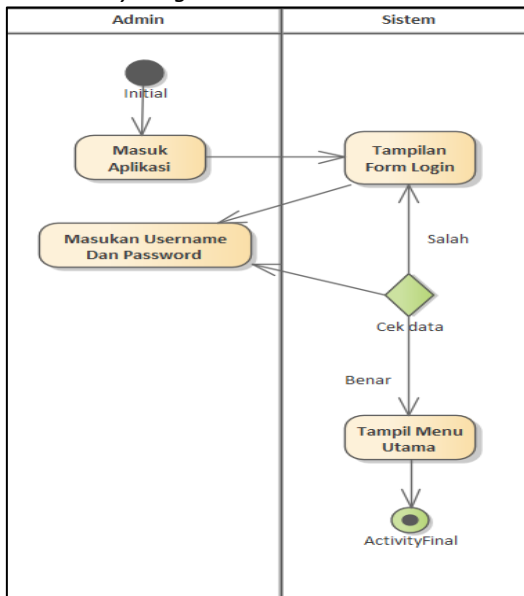 Admin
Sistem
Initial
Masuk
Aplikasi
Tampilan
Form Login
Masukan Username
Dan Password
Salah
Cek data
Benar
Tampil Menu
Utama
ActivityFinal